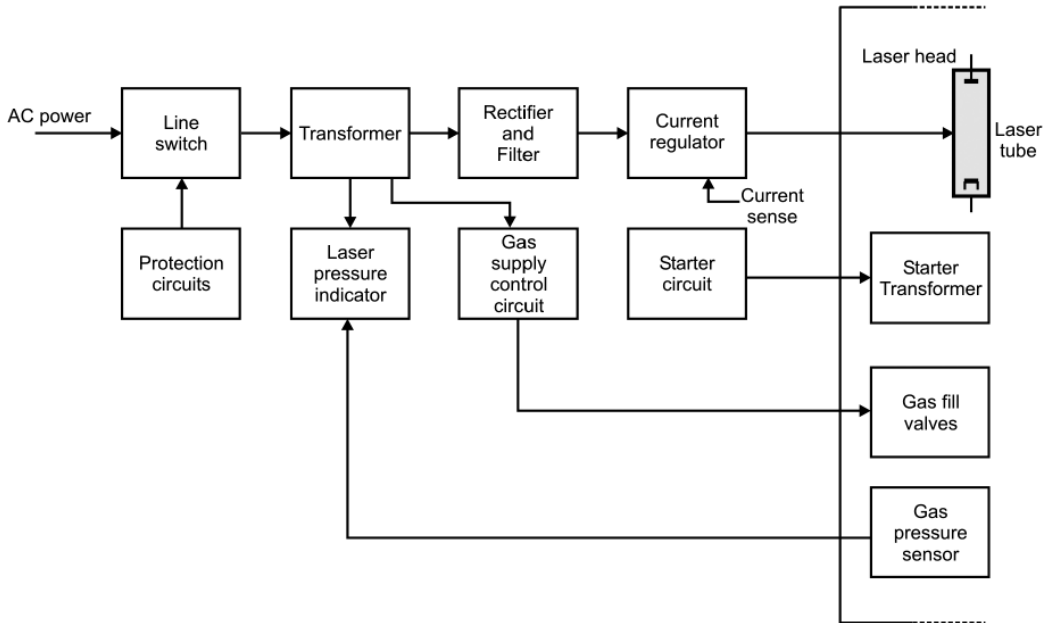 Laser head
AC power
Line
switch
Transformer
Rectifier
and
Filter
Current
regulator
Laser
tube
Current
sense
Protection
circuits
Laser
pressure
indicator
Gas
supply
control
circuit
Starter
circuit
Starter
Transformer
Gas fill
valves
Gas
pressure
sensor